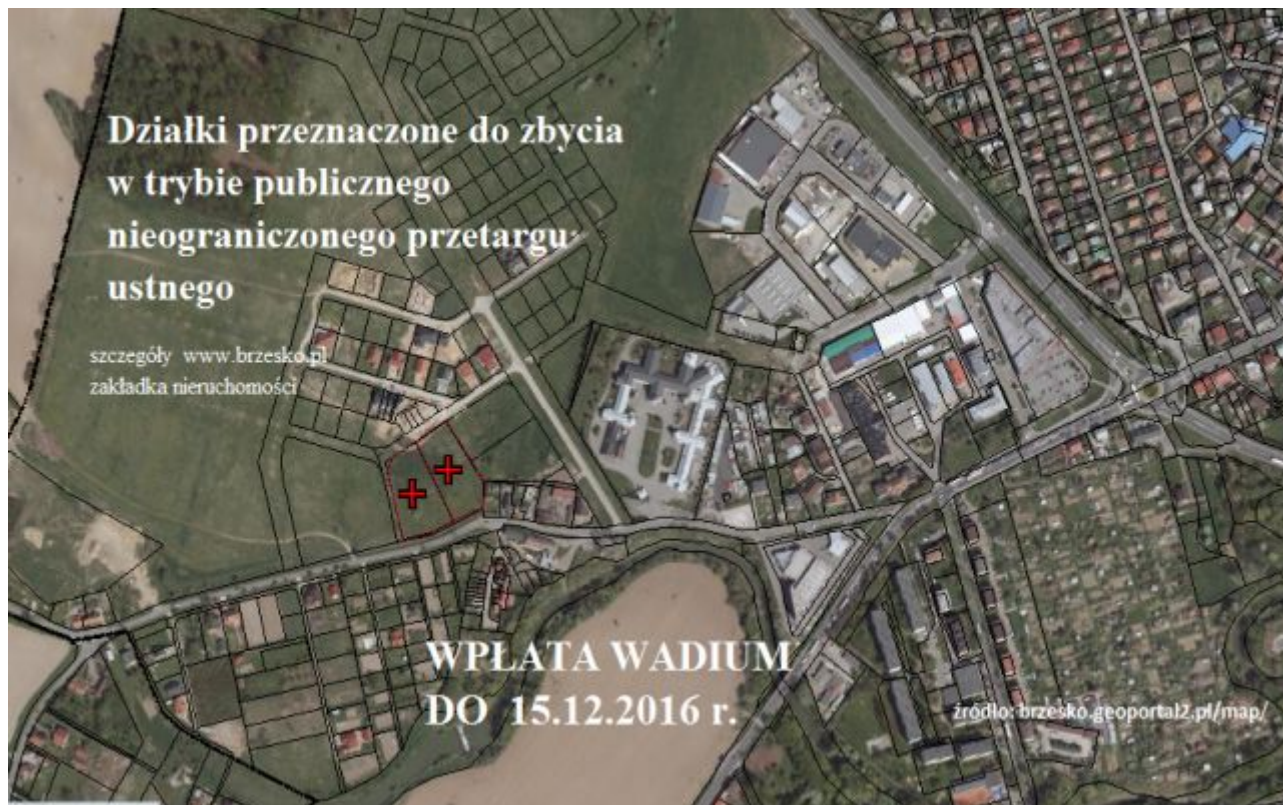 Działki przeznaczone do zbycia
w trybie publicznego
nieograniczonego przetargu
ustnego
szczegóły www.brzesko.pl
zakładka nieruchomości
WPŁATA WADIUM
DO 15.12.2016 r.
źródło: brzesko.geoportal2.pl/map/